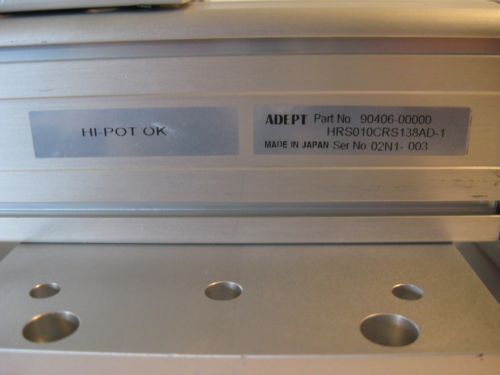 HI-POT OK
ADEPT Part No. 90406-00000
HRS010CRS138AD-1
MADE IN JAPAN Ser No 02N1- 003